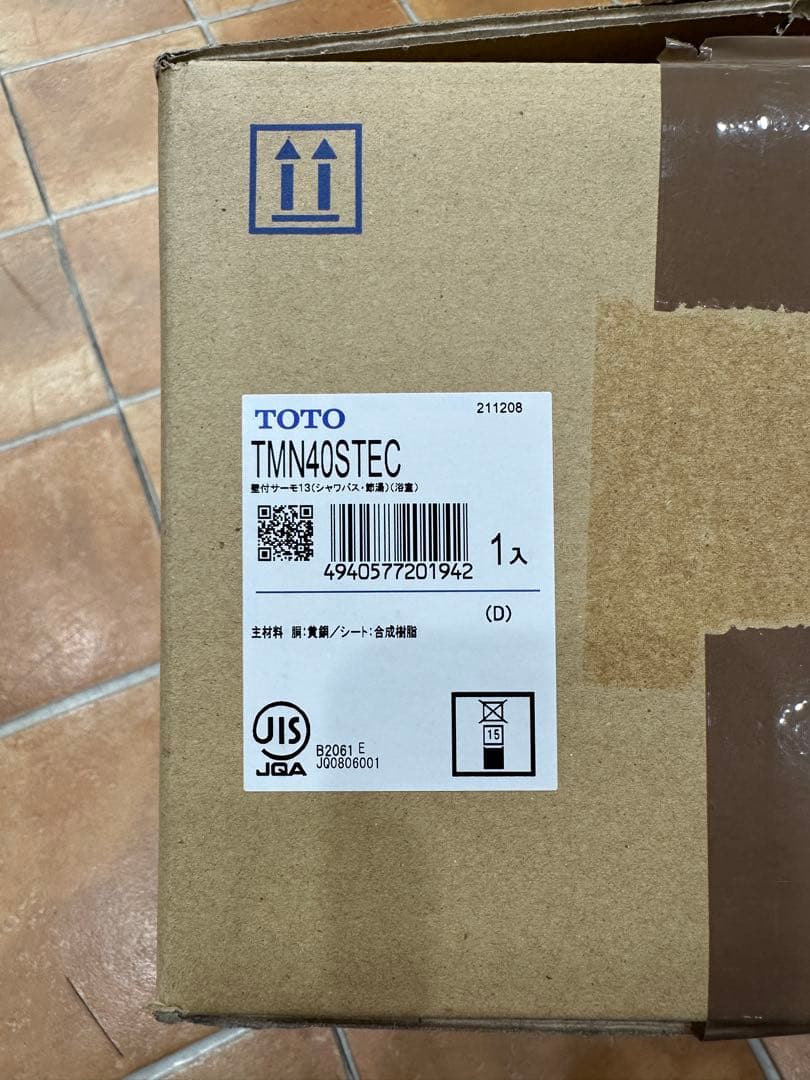 TOTO
211208
TMN40STEC
壁付サーモ13(シャワバス・節湯)(浴室)
4940577201942
1入
(D)
主材料 胴:黄銅/シート:合成樹脂
JIS
JQA
B2061 E
JQ0806001
15